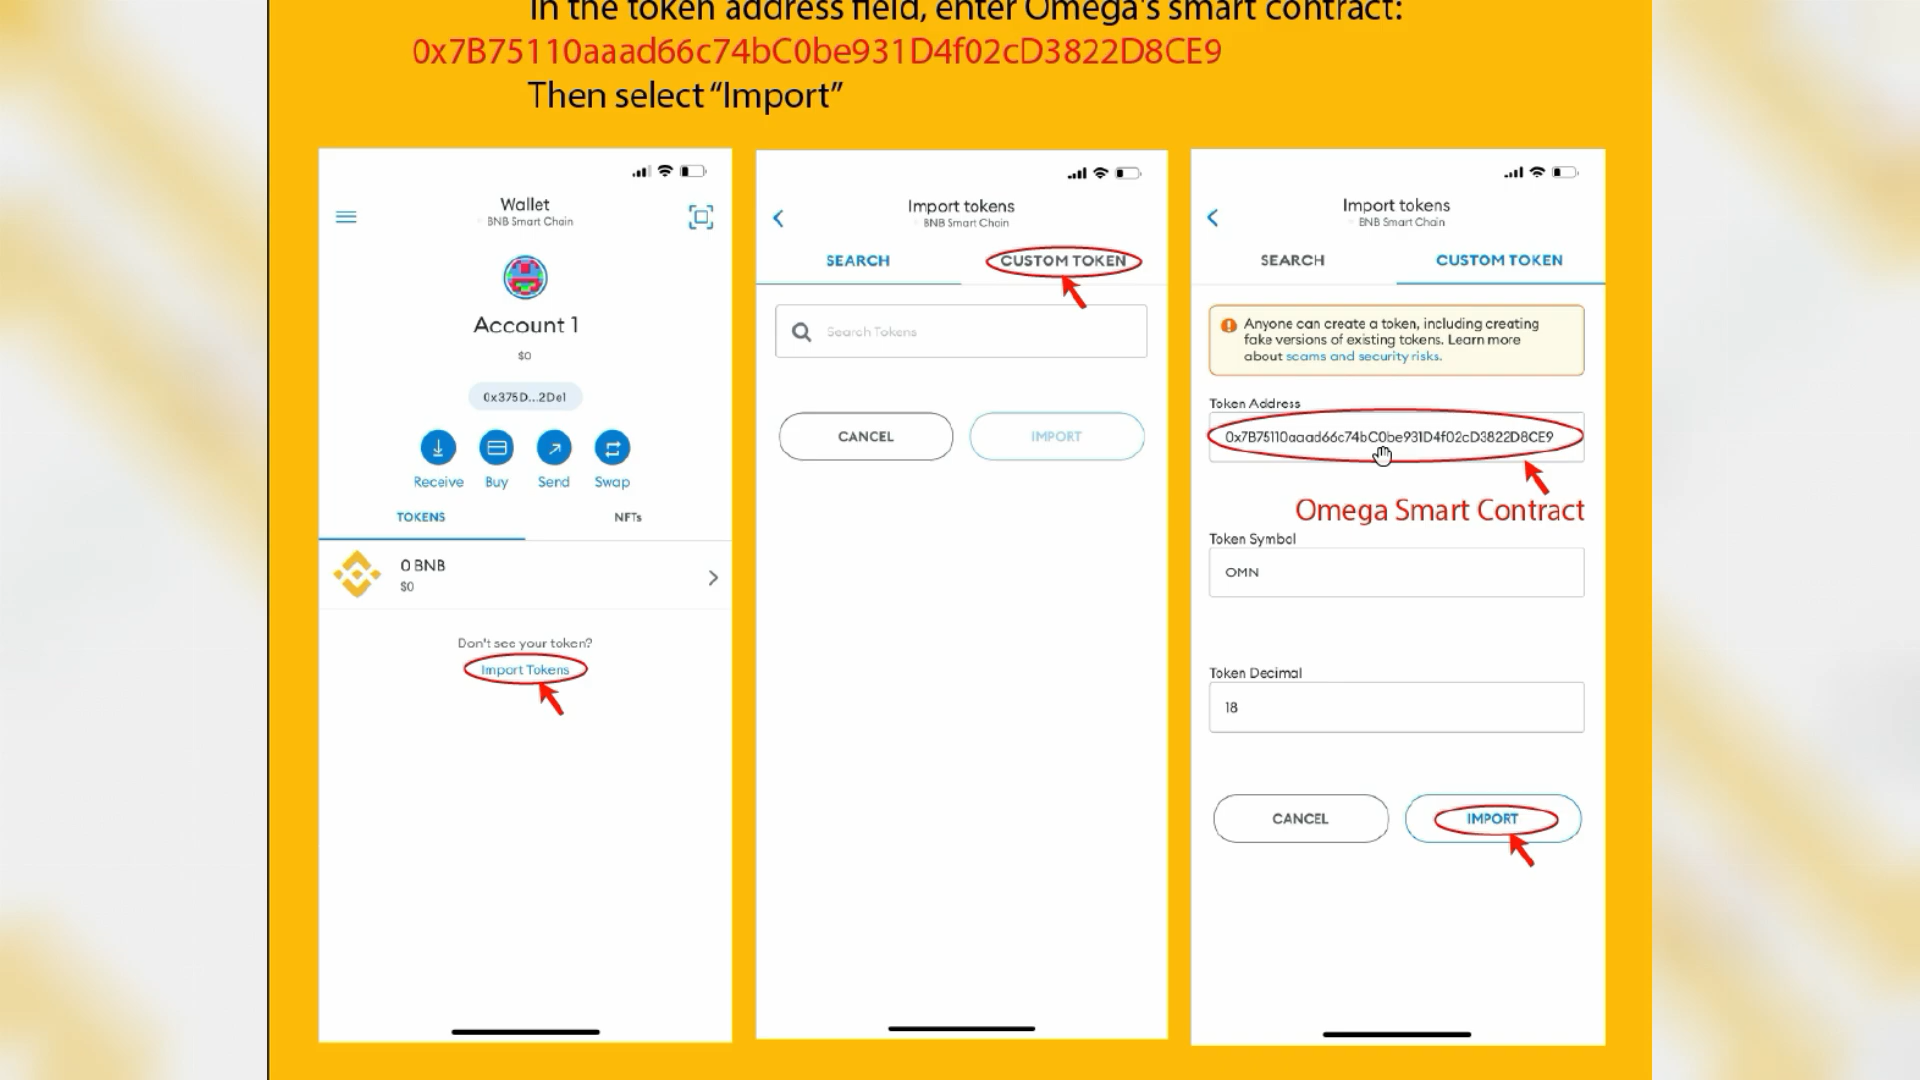 In the token address field, enter Omega's smart contract:
0x7B75110aaad66c74bC0be931D4f02cD3822D8CE9
Then select “Import”
Wallet
BNB Smart Chain
Account 1
$0
0x375D...2De1
Receive
Buy
Send
Swap
TOKENS
NFTs
0 BNB
$0
Don't see your token?
Import Tokens
Import tokens
BNB Smart Chain
SEARCH
CUSTOM TOKEN
Search Tokens
CANCEL
IMPORT
Import tokens
BNB Smart Chain
SEARCH
CUSTOM TOKEN
Anyone can create a token, including creating
fake versions of existing tokens. Learn more
about scams and security risks.
Token Address
0x7B75110aaad66c74bC0be931D4f02cD3822D8CE9
Omega Smart Contract
Token Symbol
OMN
Token Decimal
18
CANCEL
IMPORT